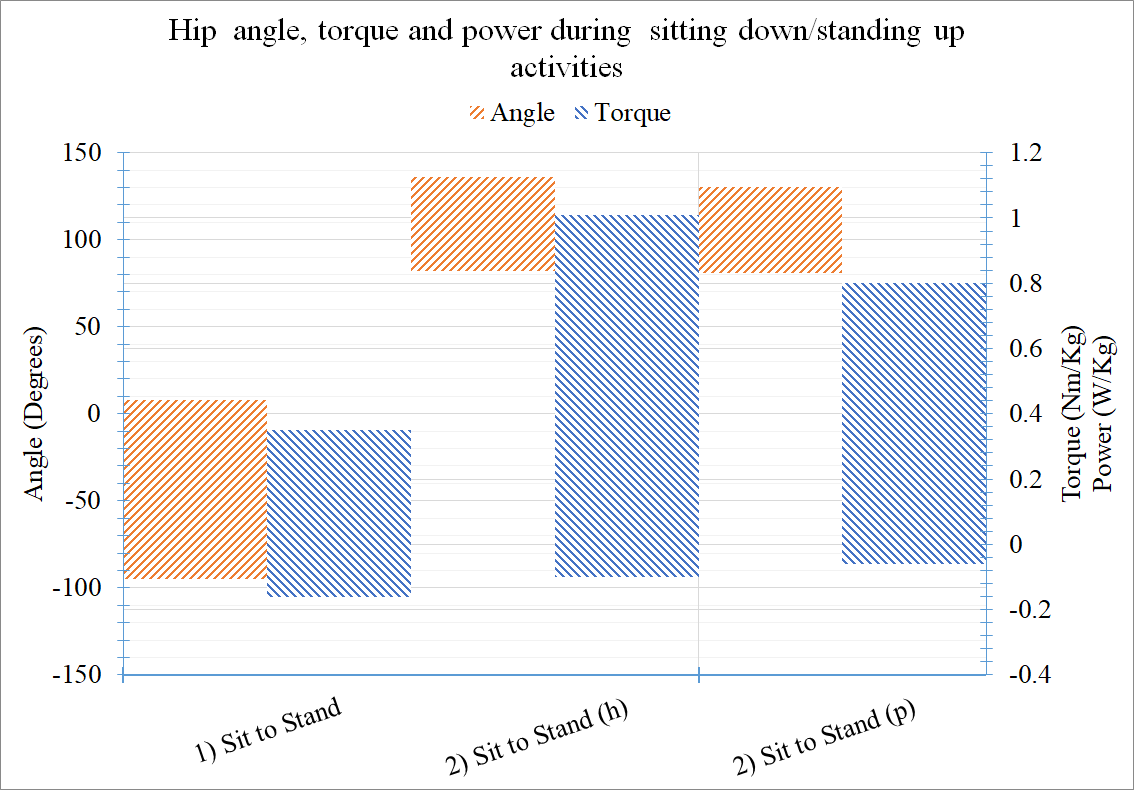 Hip angle, torque and power during sitting down/standing up
activities
Angle Torque
150
100
50
0
-50
-100
-150
Angle (Degrees)
1.2
1
0.8
0.6
0.4
0.2
0
-0.2
-0.4
Torque (Nm/Kg)
Power (W/Kg)
1) Sit to Stand
2) Sit to Stand (h)
2) Sit to Stand (p)